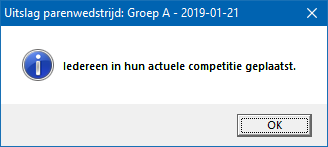 Uitslag parenwedstrijd: Groep A - 2019-01-21
Iedereen in hun actuele competitie geplaatst.
OK